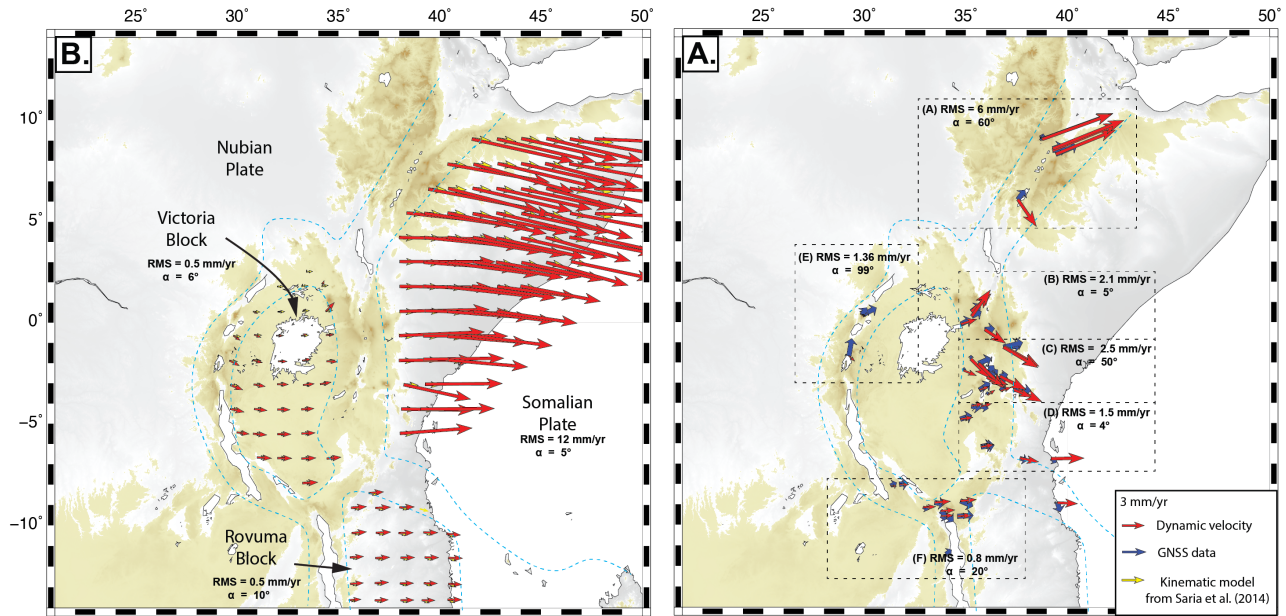 25° 30° 35° 40° 45° 50°
25° 30° 35° 40° 45° 50°
B.
A.
10°
5°
0°
−5°
−10°
Nubian
Plate
Victoria
Block
RMS = 0.5 mm/yr
α = 6°
Somalian
Plate
RMS = 12 mm/yr
α = 5°
Rovuma
Block
RMS = 0.5 mm/yr
α = 10°
(A) RMS = 6 mm/yr
α = 60°
(E) RMS = 1.36 mm/yr
α = 99°
(B) RMS = 2.1 mm/yr
α = 5°
(C) RMS = 2.5 mm/yr
α = 50°
(D) RMS = 1.5 mm/yr
α = 4°
(F) RMS = 0.8 mm/yr
α = 20°
3 mm/yr
Dynamic velocity
GNSS data
Kinematic model
from Saria et al. (2014)